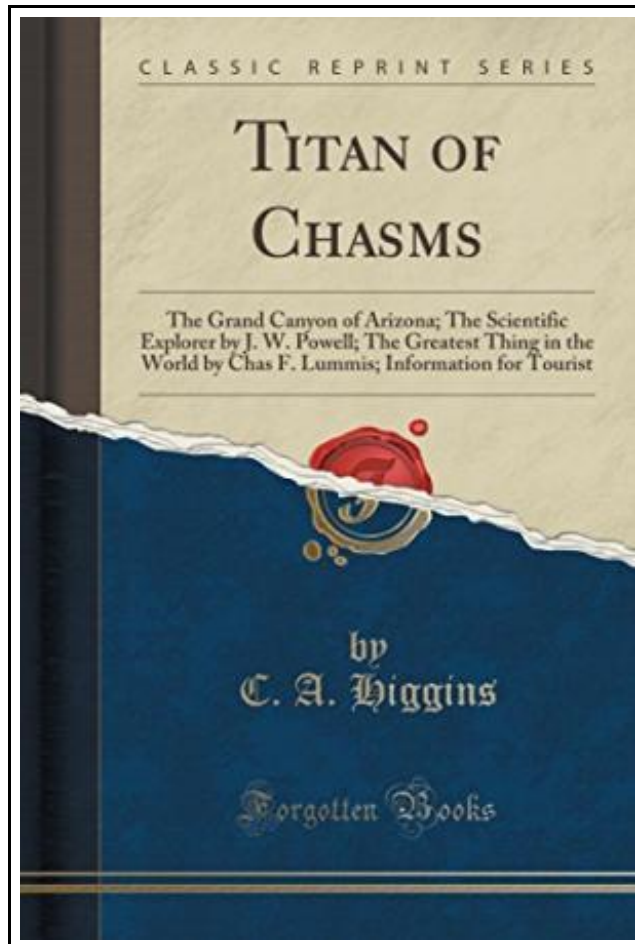 CLASSIC REPRINT SERIES
TITAN OF
CHASMS
The Grand Canyon of Arizona; The Scientific
Explorer by J. W. Powell; The Greatest Thing in the
World by Chas F. Lummis; Information for Tourist
by
C. A. Higgins
Forgotten Books